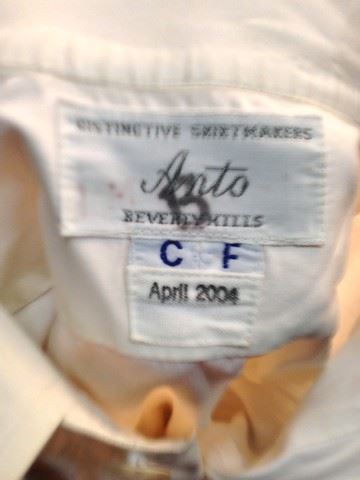 DISTINCTIVE SHIRTMAKERS
Anto
B
BEVERLY HILLS
C F
April 2004